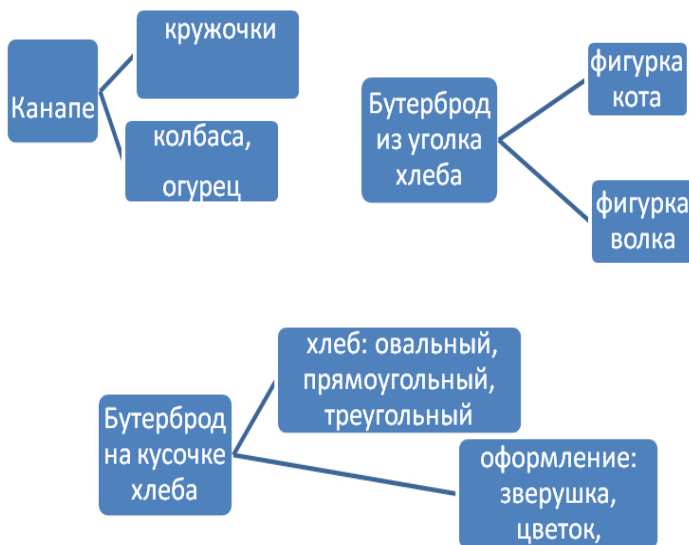 Канапе
кружочки
колбаса,
огурец
Бутерброд
из уголка
хлеба
фигурка
кота
фигурка
волка
Бутерброд
на кусочке
хлеба
хлеб: овальный,
прямоугольный,
треугольный
оформление:
зверушка,
цветок,